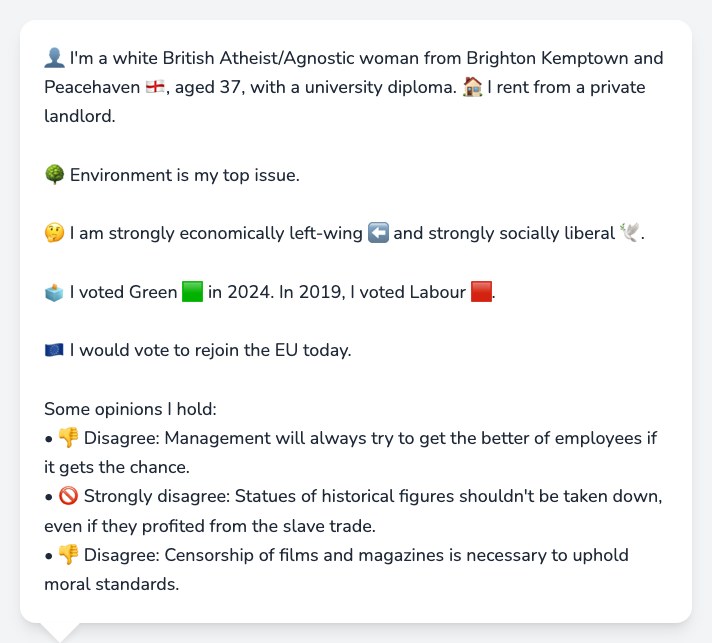 👤 I'm a white British Atheist/Agnostic woman from Brighton Kemptown and
Peacehaven 🏴󠁧󠁢󠁥󠁮󠁧󠁿, aged 37, with a university diploma. 🏠 I rent from a private
landlord.
🌳 Environment is my top issue.
🤔 I am strongly economically left-wing ⬅️ and strongly socially liberal 🕊️.
🗳️ I voted Green 🟩 in 2024. In 2019, I voted Labour 🟥.
🇪🇺 I would vote to rejoin the EU today.
Some opinions I hold:
• 👎 Disagree: Management will always try to get the better of employees if
it gets the chance.
• 🚫 Strongly disagree: Statues of historical figures shouldn't be taken down,
even if they profited from the slave trade.
• 👎 Disagree: Censorship of films and magazines is necessary to uphold
moral standards.